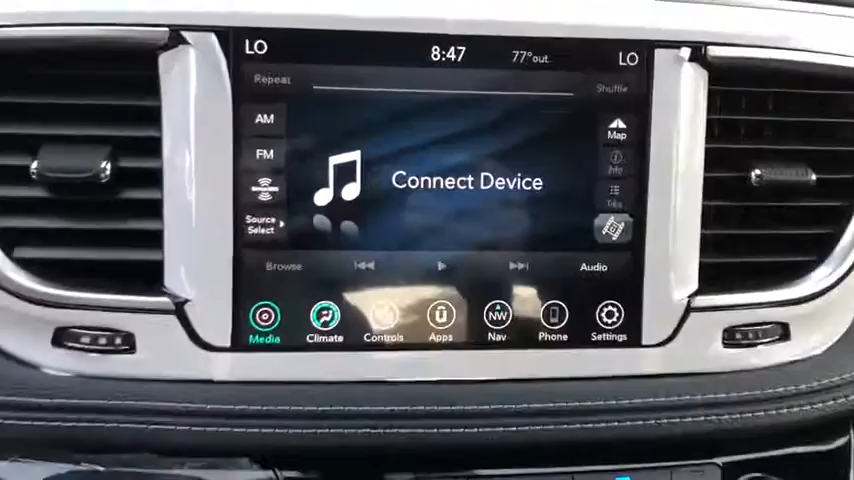 LO 8:47 77°out LO
Repeat Shuffle
AM
FM
Map
Info
Connect Device
Source
Select
Browse Audio
Media Climate Controls Apps NW Nav Phone Settings